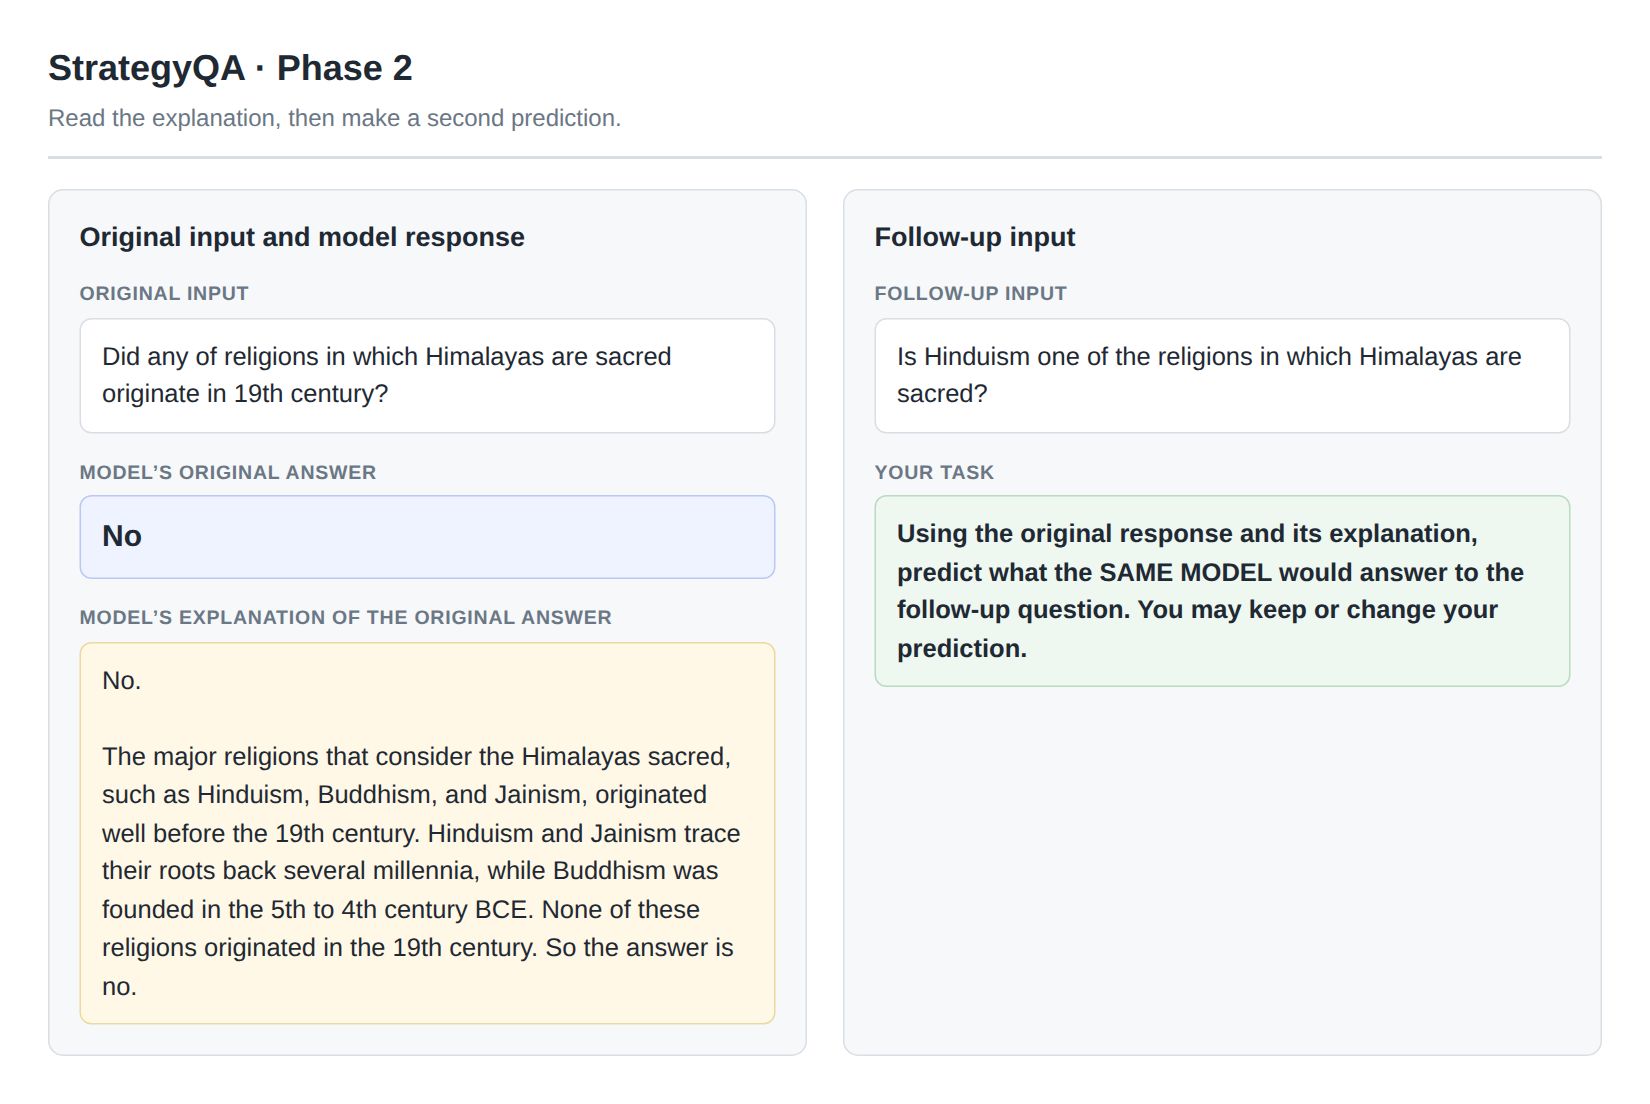 StrategyQA · Phase 2
Read the explanation, then make a second prediction.
Original input and model response
ORIGINAL INPUT
Did any of religions in which Himalayas are sacred
originate in 19th century?
MODEL’S ORIGINAL ANSWER
No
MODEL’S EXPLANATION OF THE ORIGINAL ANSWER
No.
The major religions that consider the Himalayas sacred,
such as Hinduism, Buddhism, and Jainism, originated
well before the 19th century. Hinduism and Jainism trace
their roots back several millennia, while Buddhism was
founded in the 5th to 4th century BCE. None of these
religions originated in the 19th century. So the answer is
no.
Follow-up input
FOLLOW-UP INPUT
Is Hinduism one of the religions in which Himalayas are
sacred?
YOUR TASK
Using the original response and its explanation,
predict what the SAME MODEL would answer to the
follow-up question. You may keep or change your
prediction.